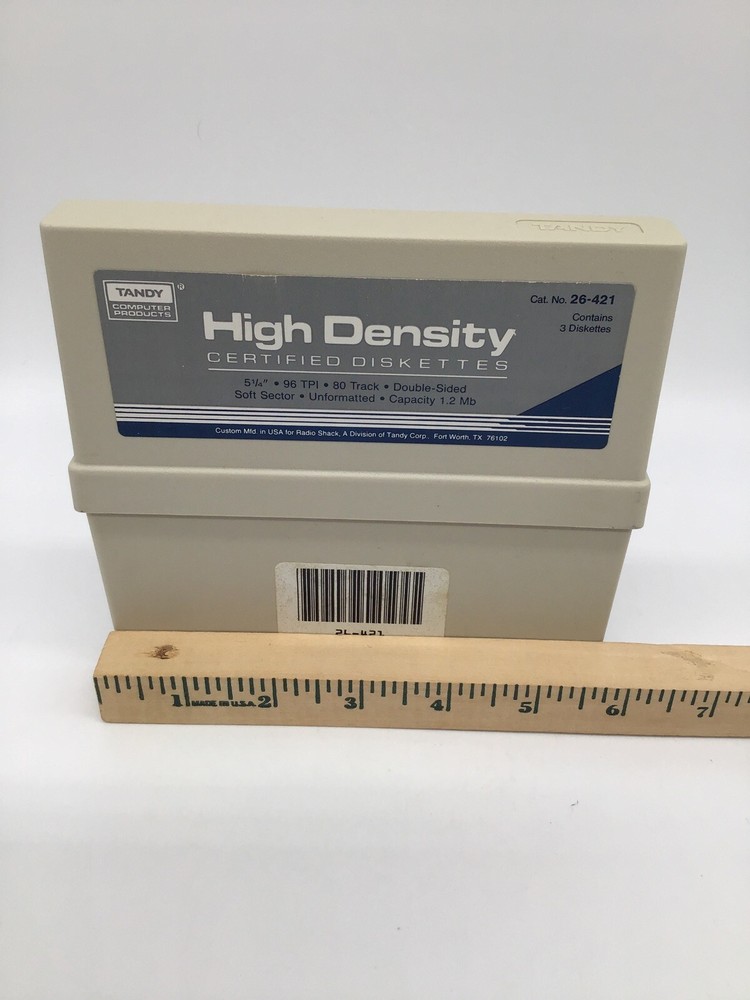 TANDY
TANDY ®
COMPUTER
PRODUCTS
Cat. No. 26-421
Contains
3 Diskettes
High Density
CERTIFIED DISKETTES
5¼" • 96 TPI • 80 Track • Double-Sided
Soft Sector • Unformatted • Capacity 1.2 Mb
Custom Mfd. in USA for Radio Shack, A Division of Tandy Corp., Fort Worth, TX 76102
26-421
1 MADE IN U.S.A. 2 3 4 5 6 7